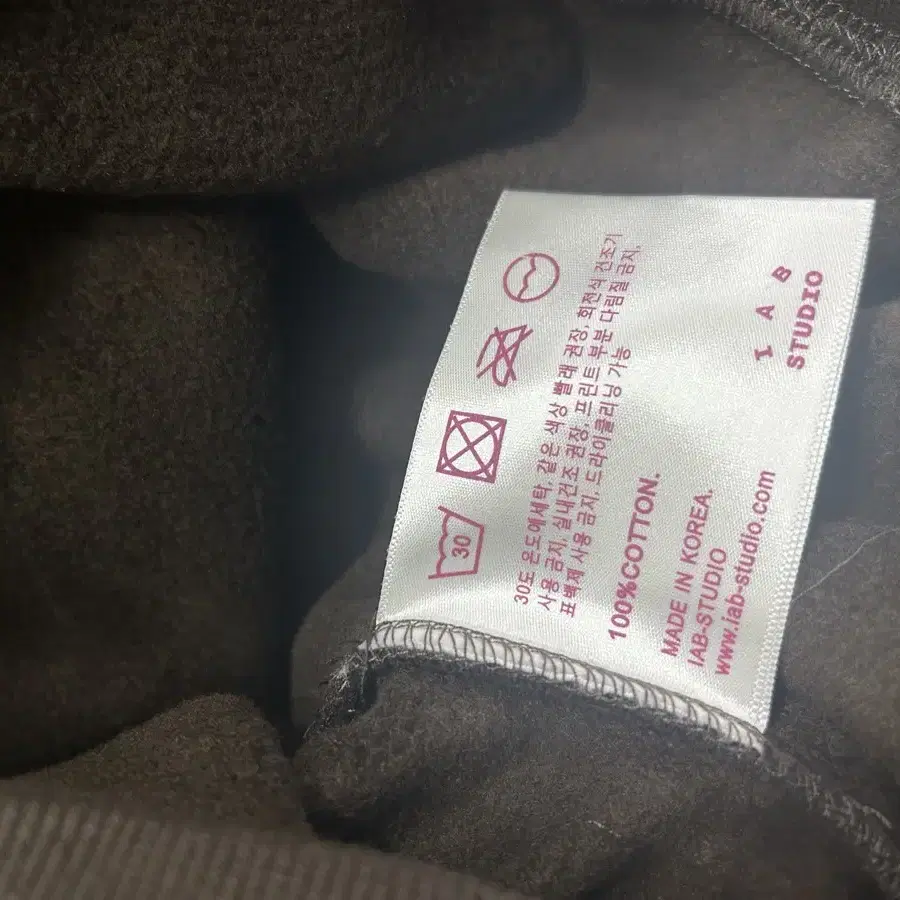 30
30도 온도에세탁, 같은 색상 빨래 권장, 회전식 건조기
사용 금지, 실내건조 권장, 프린트 부분 다림질 금지,
표백제 사용 금지, 드라이클리닝 가능
100%COTTON.
MADE IN KOREA.
IAB-STUDIO
www.iab-studio.com
I A B
STUDIO